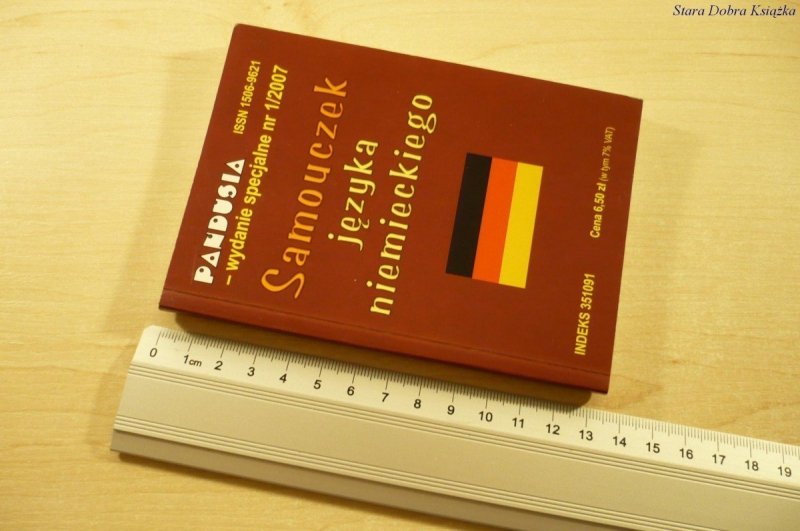 Stara Dobra Książka
PANDUSIA ISSN 1506-9621
– wydanie specjalne nr 1/2007
Samouczek
języka
niemieckiego
INDEKS 351091 Cena 6,50 zł (w tym 7% VAT)
0 1cm 2 3 4 5 6 7 8 9 10 11 12 13 14 15 16 17 18 19